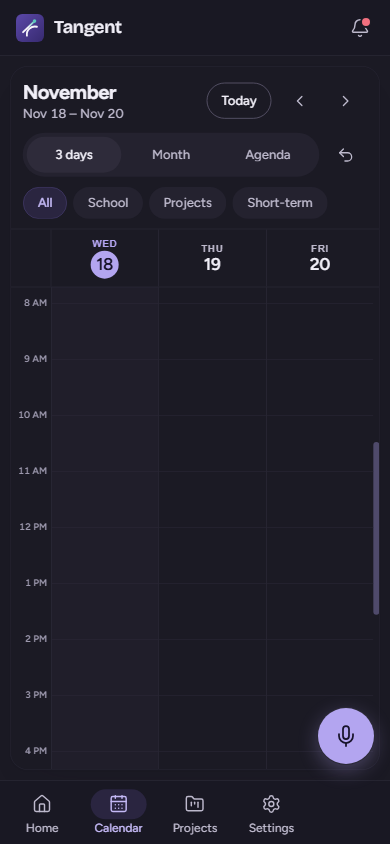 Tangent
November
Nov 18 – Nov 20
Today
3 days Month Agenda
All School Projects Short-term
WED THU FRI
18 19 20
8 AM
9 AM
10 AM
11 AM
12 PM
1 PM
2 PM
3 PM
4 PM
Home Calendar Projects Settings